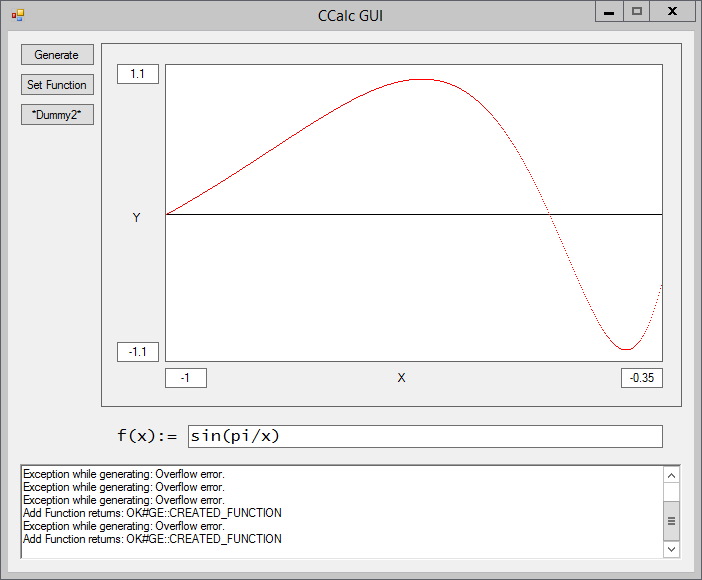 CCalc GUI
Generate
Set Function
*Dummy2*
1.1
Y
-1.1
-1
X
-0.35
f(x):= sin(pi/x)
Exception while generating: Overflow error.
Exception while generating: Overflow error.
Exception while generating: Overflow error.
Add Function returns: OK#GE::CREATED_FUNCTION
Exception while generating: Overflow error.
Add Function returns: OK#GE::CREATED_FUNCTION